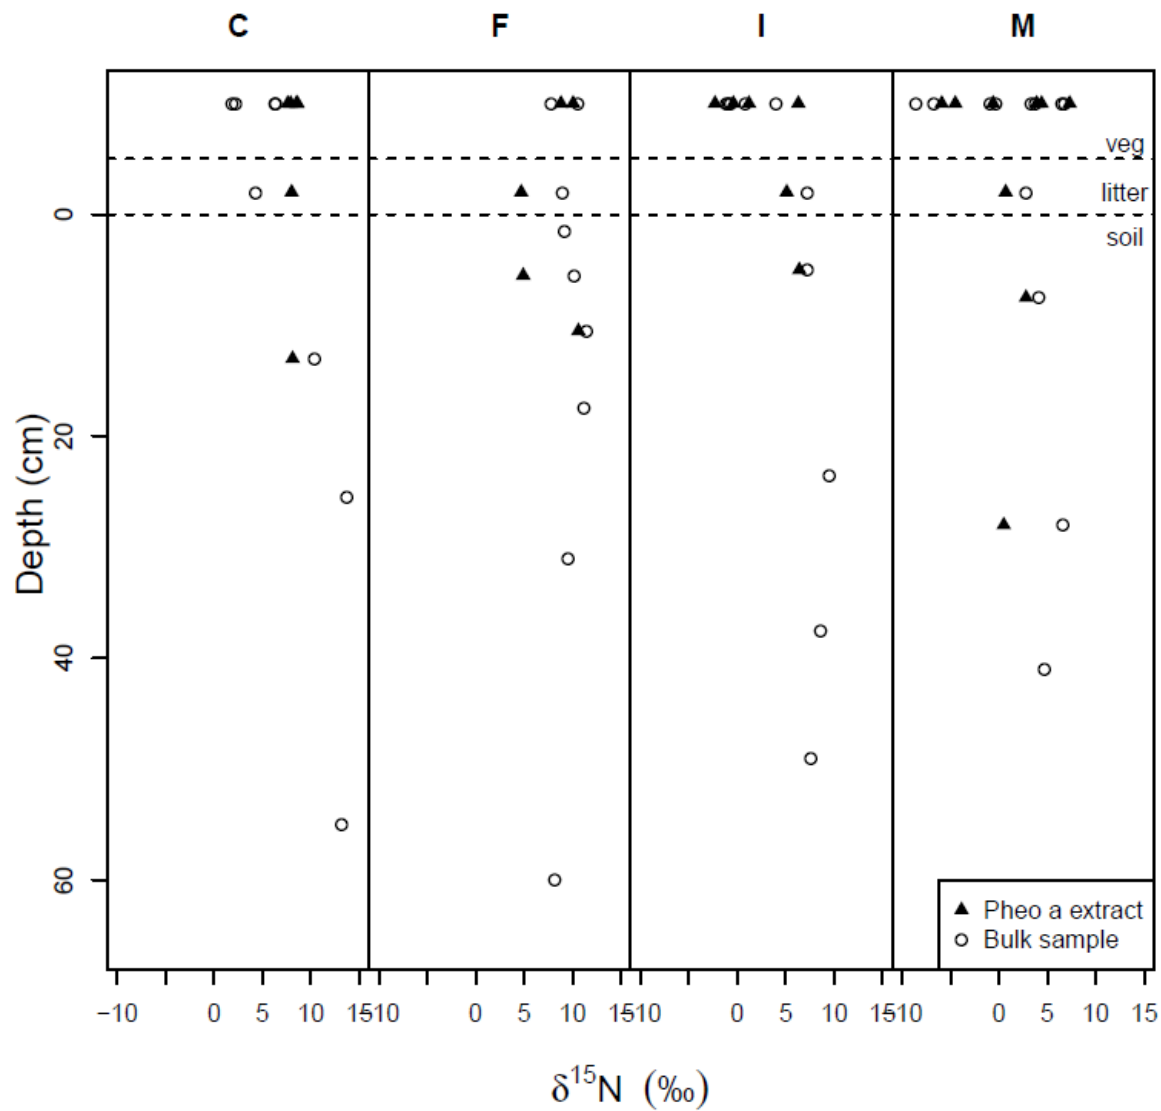 C F I M
veg
litter
soil
0
20
40
60
Depth (cm)
Pheo a extract
Bulk sample
−10 0 5 10 15 −10 0 5 10 15 −10 0 5 10 15 −10 0 5 10 15
δ15N (‰)